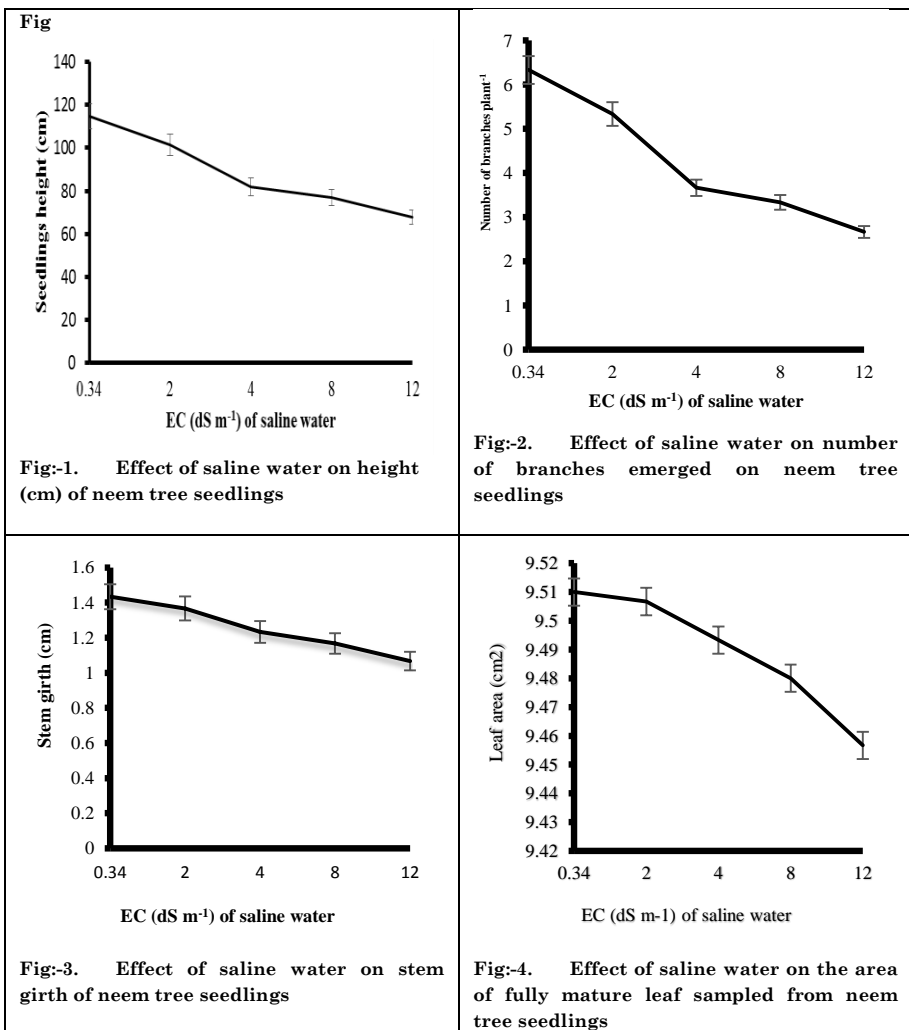 Fig
140
120
100
80
60
40
20
0
Seedlings height (cm)
0.34 2 4 8 12
EC (dS m⁻¹) of saline water
Fig:-1. Effect of saline water on height
(cm) of neem tree seedlings
7
6
5
4
3
2
1
0
Number of branches plant⁻¹
0.34 2 4 8 12
EC (dS m⁻¹) of saline water
Fig:-2. Effect of saline water on number
of branches emerged on neem tree
seedlings
1.6
1.4
1.2
1
0.8
0.6
0.4
0.2
0
Stem girth (cm)
0.34 2 4 8 12
EC (dS m⁻¹) of saline water
Fig:-3. Effect of saline water on stem
girth of neem tree seedlings
9.52
9.51
9.5
9.49
9.48
9.47
9.46
9.45
9.44
9.43
9.42
Leaf area (cm2)
0.34 2 4 8 12
EC (dS m-1) of saline water
Fig:-4. Effect of saline water on the area
of fully mature leaf sampled from neem
tree seedlings